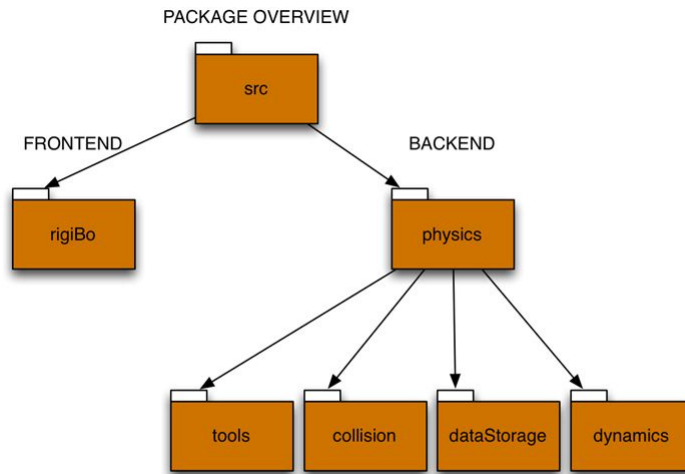 PACKAGE OVERVIEW
src
FRONTEND
BACKEND
rigiBo
physics
tools
collision
dataStorage
dynamics